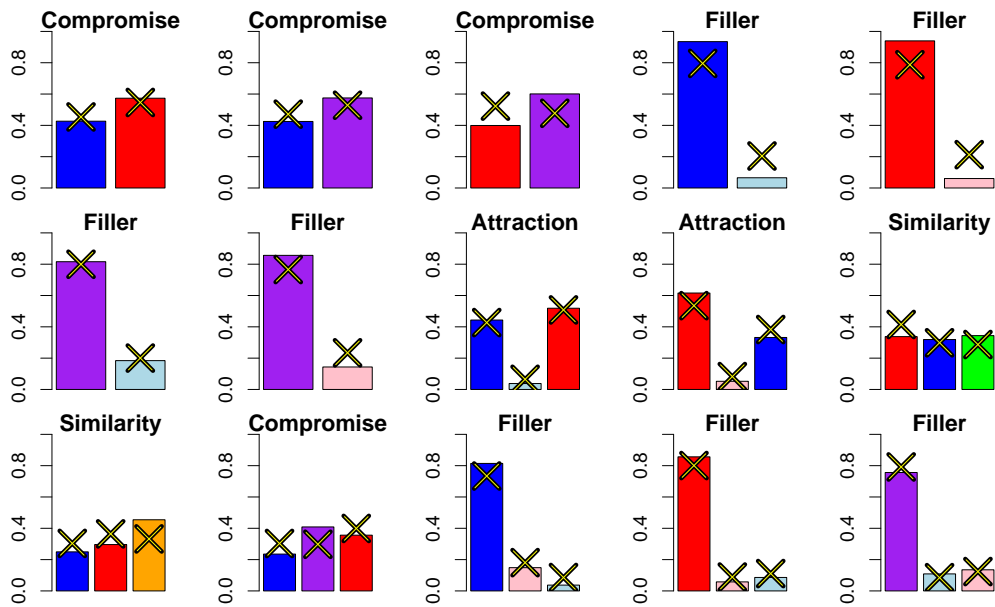 Compromise Compromise Compromise Filler Filler
0.0 0.4 0.8 0.0 0.4 0.8 0.0 0.4 0.8 0.0 0.4 0.8 0.0 0.4 0.8
Filler Filler Attraction Attraction Similarity
0.0 0.4 0.8 0.0 0.4 0.8 0.0 0.4 0.8 0.0 0.4 0.8 0.0 0.4 0.8
Similarity Compromise Filler Filler Filler
0.0 0.4 0.8 0.0 0.4 0.8 0.0 0.4 0.8 0.0 0.4 0.8 0.0 0.4 0.8